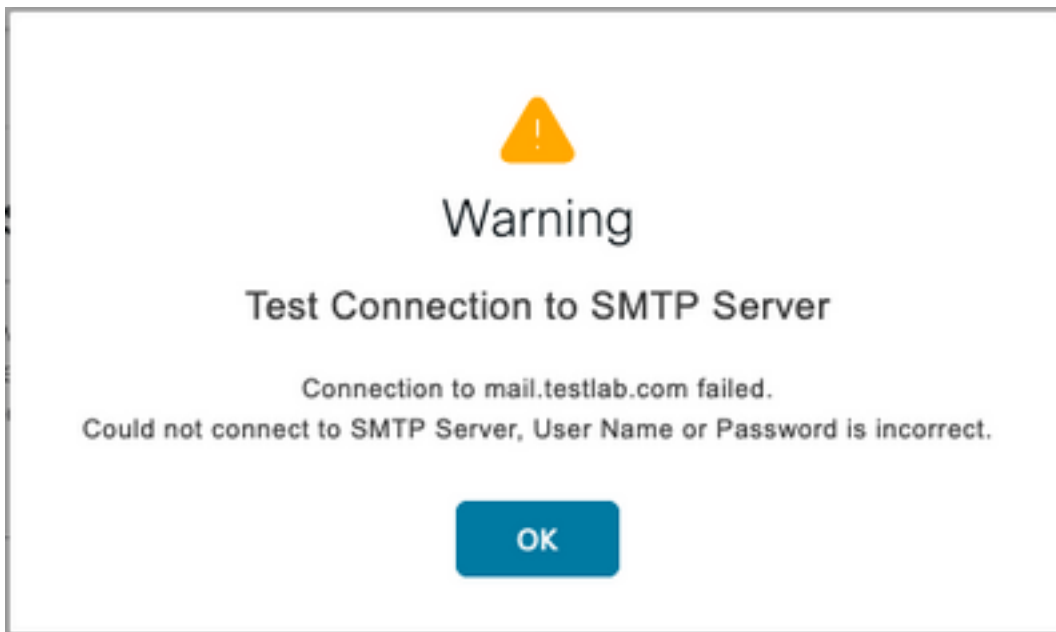 Warning
Test Connection to SMTP Server
Connection to mail.testlab.com failed.
Could not connect to SMTP Server, User Name or Password is incorrect.
OK